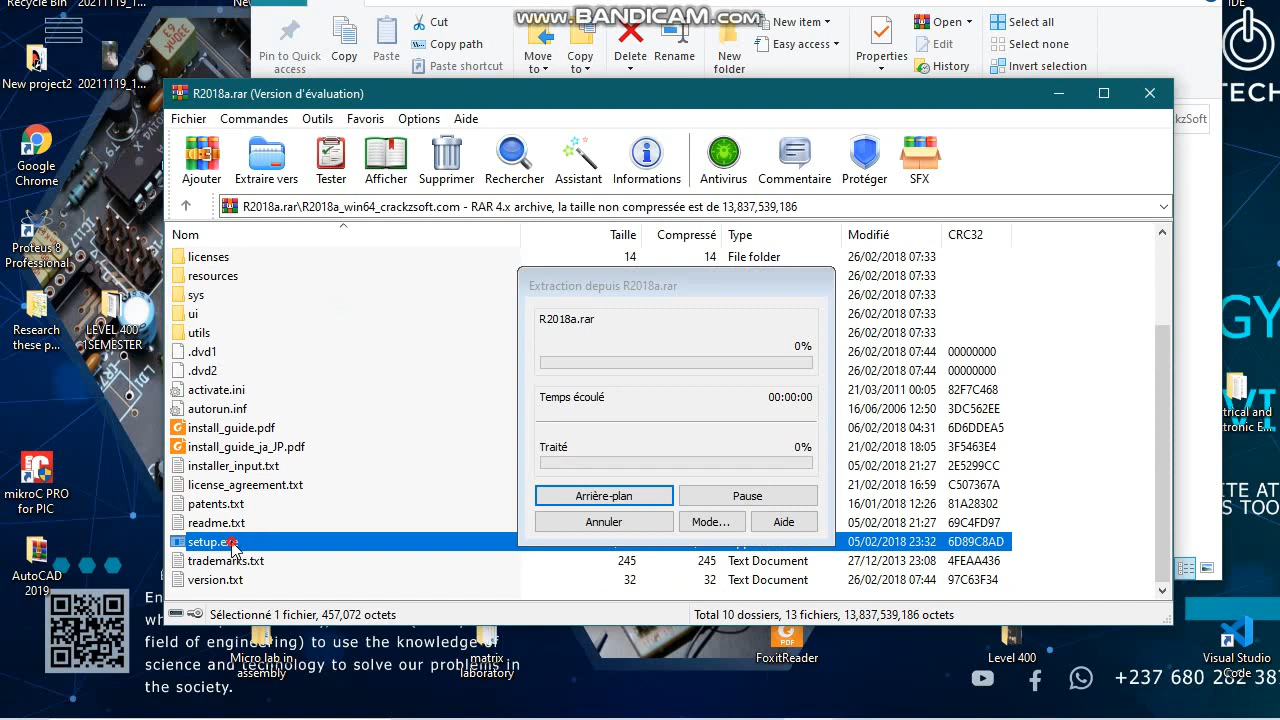 Recycle Bin
20211119_1...
Nev
www.BANDICAM.com
IDE
Cut
Copy path
Paste shortcut
Pin to Quick
access
Copy
Paste
Move
to
Copy
to
Delete
Rename
New
folder
New item
Easy access
Properties
Open
Edit
History
Select all
Select none
Invert selection
New project2
20211119_1...
TECH
R2018a.rar (Version d'évaluation)
Fichier
Commandes
Outils
Favoris
Options
Aide
kzSoft
Google
Chrome
Ajouter
Extraire vers
Tester
Afficher
Supprimer
Rechercher
Assistant
Informations
Antivirus
Commentaire
Protéger
SFX
R2018a.rar\R2018a_win64_crackzsoft.com - RAR 4.x archive, la taille non compressée est de 13,837,539,186
Nom
Taille
Compressé
Type
Modifié
CRC32
Proteus 8
Professional
licenses
14
14
File folder
26/02/2018 07:33
resources
26/02/2018 07:33
sys
26/02/2018 07:33
ui
26/02/2018 07:33
utils
26/02/2018 07:33
.dvd1
26/02/2018 07:44
00000000
.dvd2
26/02/2018 07:44
00000000
activate.ini
21/03/2011 00:05
82F7C468
autorun.inf
16/06/2006 12:50
3DC562EE
install_guide.pdf
06/02/2018 04:31
6D6DDEA5
install_guide_ja_JP.pdf
21/02/2018 18:05
3F5463E4
installer_input.txt
05/02/2018 21:27
2E5299CC
license_agreement.txt
21/02/2018 16:59
C507367A
patents.txt
16/01/2018 12:26
81A28302
readme.txt
05/02/2018 21:27
69C4FD97
setup.exe
05/02/2018 23:32
6D89C8AD
trademarks.txt
245
245
Text Document
27/12/2013 23:08
4FEAA436
version.txt
32
32
Text Document
26/02/2018 07:44
97C63F34
Extraction depuis R2018a.rar
R2018a.rar
0%
Temps écoulé
00:00:00
Traité
0%
Arrière-plan
Pause
Annuler
Mode...
Aide
Research
these p...
LEVEL 400
1SEMESTER
GY
trical and
ctronic E...
mikroC PRO
for PIC
AutoCAD
2019
Sélectionné 1 fichier, 457,072 octets
Total 10 dossiers, 13 fichiers, 13,837,539,186 octets
field of engineering) to use the knowledge of
science and technology to solve our problems in
the society.
Micro lab in
assembly
matrix
laboratory
FoxitReader
Level 400
Visual Studio
Code